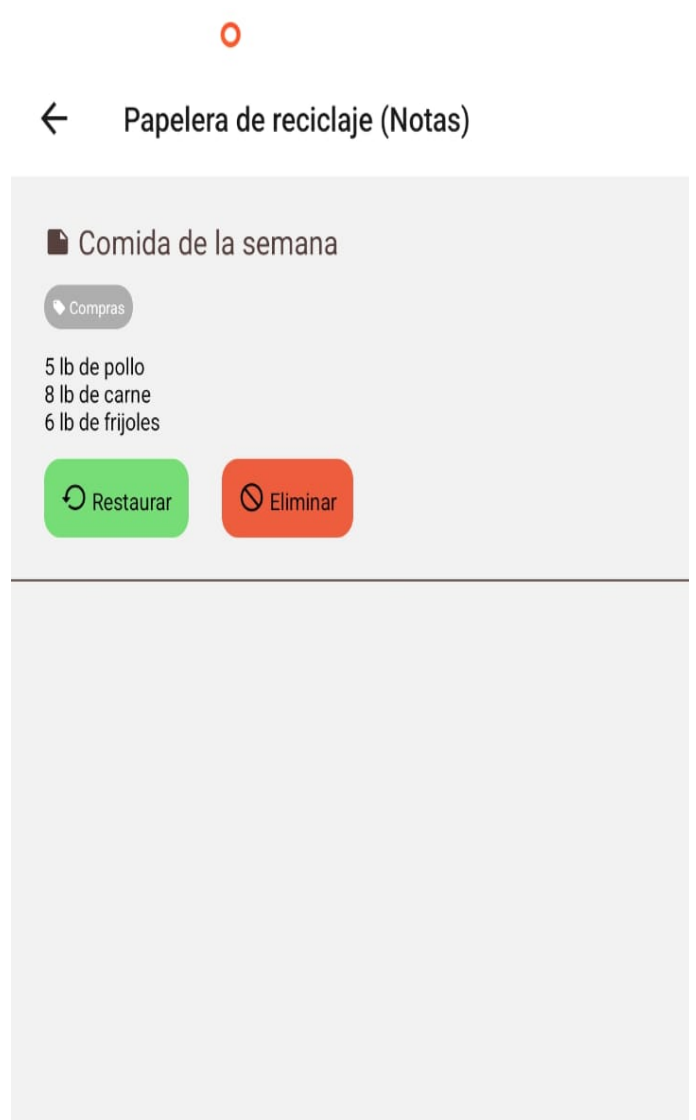 Papelera de reciclaje (Notas)
Comida de la semana
Compras
5 lb de pollo
8 lb de carne
6 lb de frijoles
Restaurar
Eliminar